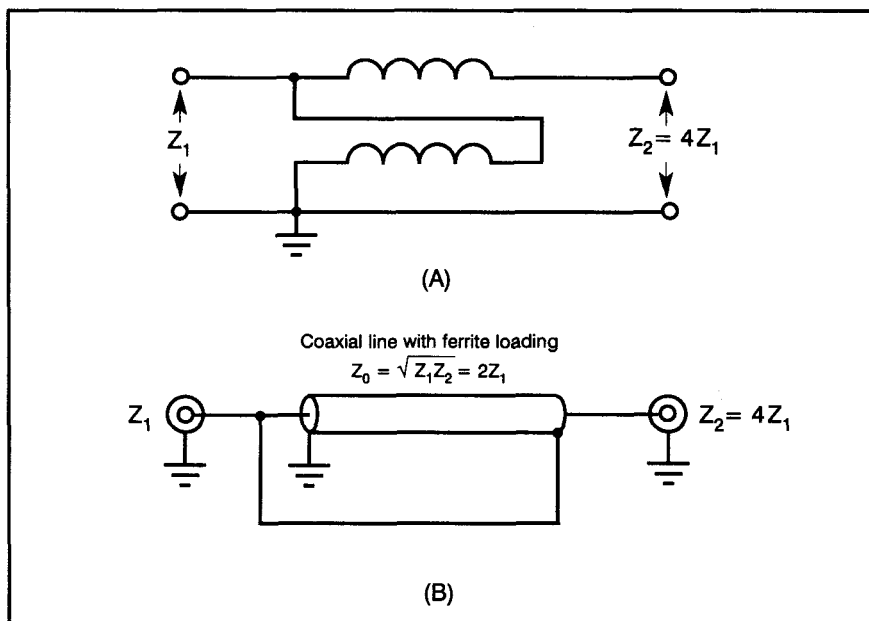 Z₁
Z₂ = 4Z₁
(A)
Coaxial line with ferrite loading
Z₀ = √Z₁Z₂ = 2Z₁
Z₁
Z₂ = 4Z₁
(B)